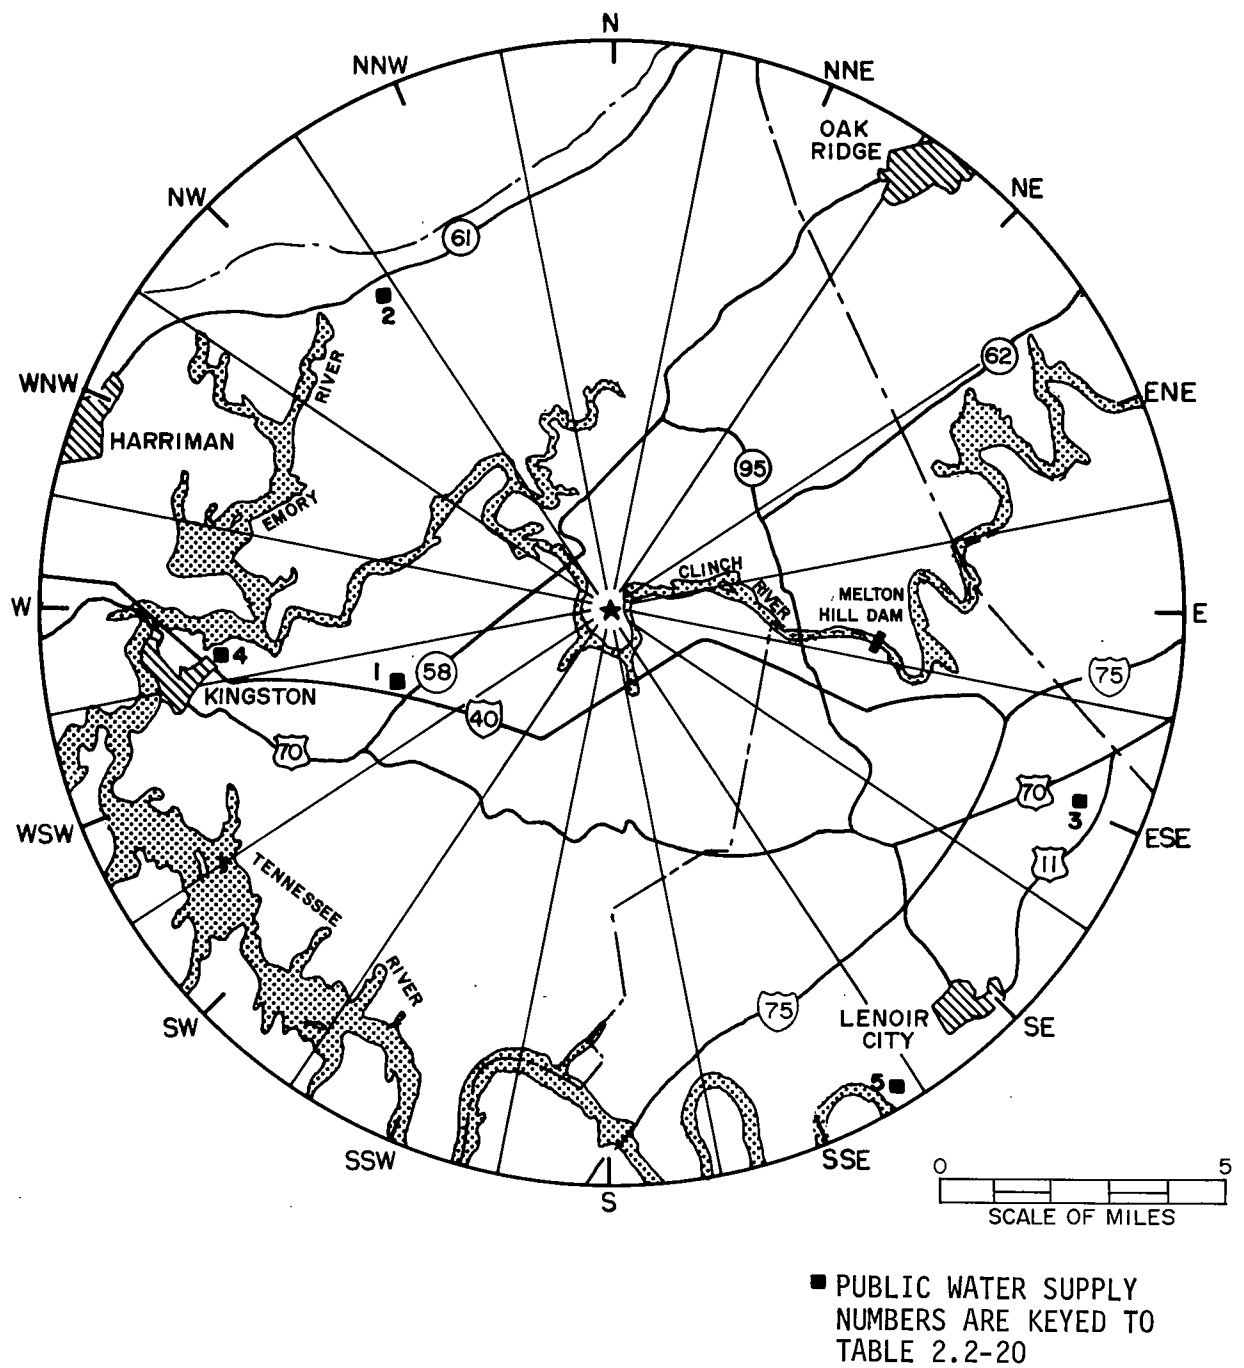 N
NNW
NNE
OAK
RIDGE
NW
NE
61
2
62
WNW
ENE
RIVER
HARRIMAN
95
EMORY
CLINCH
RIVER
MELTON
HILL DAM
W
E
4
1
58
75
KINGSTON
40
70
70
3
WSW
ESE
11
TENNESSEE
RIVER
75
LENOIR
CITY
SW
SE
5
SSW
SSE
S
0 5
SCALE OF MILES
PUBLIC WATER SUPPLY
NUMBERS ARE KEYED TO
TABLE 2.2-20